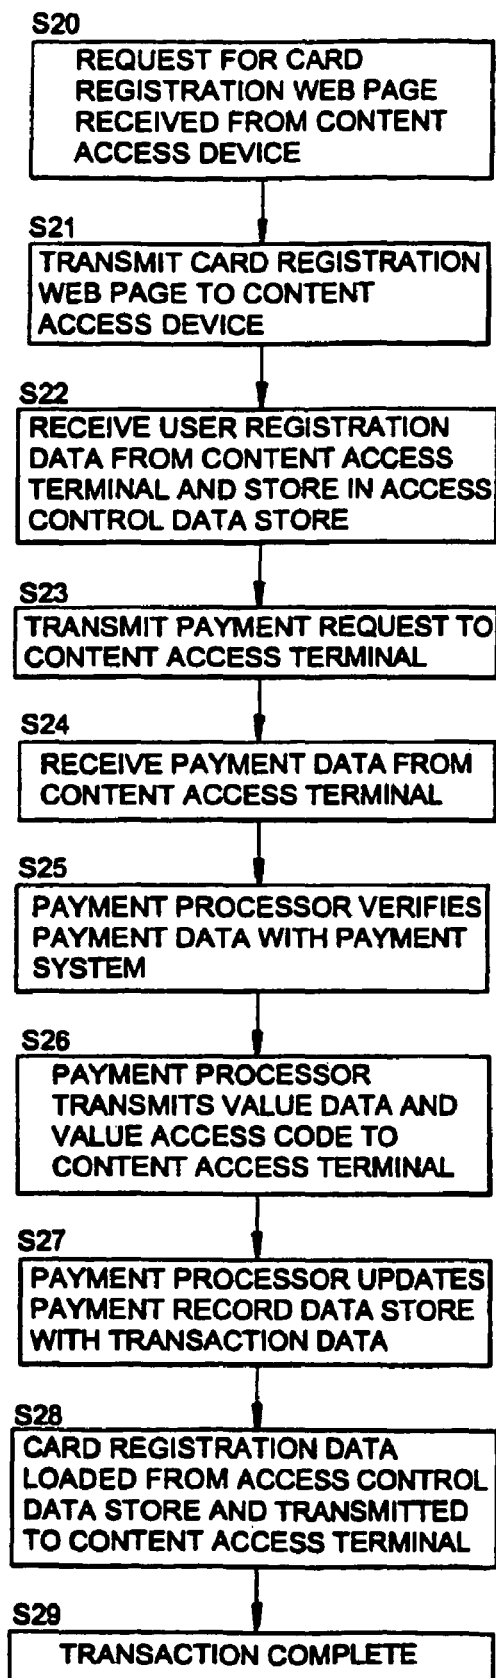 S20
REQUEST FOR CARD
REGISTRATION WEB PAGE
RECEIVED FROM CONTENT
ACCESS DEVICE
S21
TRANSMIT CARD REGISTRATION
WEB PAGE TO CONTENT
ACCESS DEVICE
S22
RECEIVE USER REGISTRATION
DATA FROM CONTENT ACCESS
TERMINAL AND STORE IN ACCESS
CONTROL DATA STORE
S23
TRANSMIT PAYMENT REQUEST TO
CONTENT ACCESS TERMINAL
S24
RECEIVE PAYMENT DATA FROM
CONTENT ACCESS TERMINAL
S25
PAYMENT PROCESSOR VERIFIES
PAYMENT DATA WITH PAYMENT
SYSTEM
S26
PAYMENT PROCESSOR
TRANSMITS VALUE DATA AND
VALUE ACCESS CODE TO
CONTENT ACCESS TERMINAL
S27
PAYMENT PROCESSOR UPDATES
PAYMENT RECORD DATA STORE
WITH TRANSACTION DATA
S28
CARD REGISTRATION DATA
LOADED FROM ACCESS CONTROL
DATA STORE AND TRANSMITTED
TO CONTENT ACCESS TERMINAL
S29
TRANSACTION COMPLETE